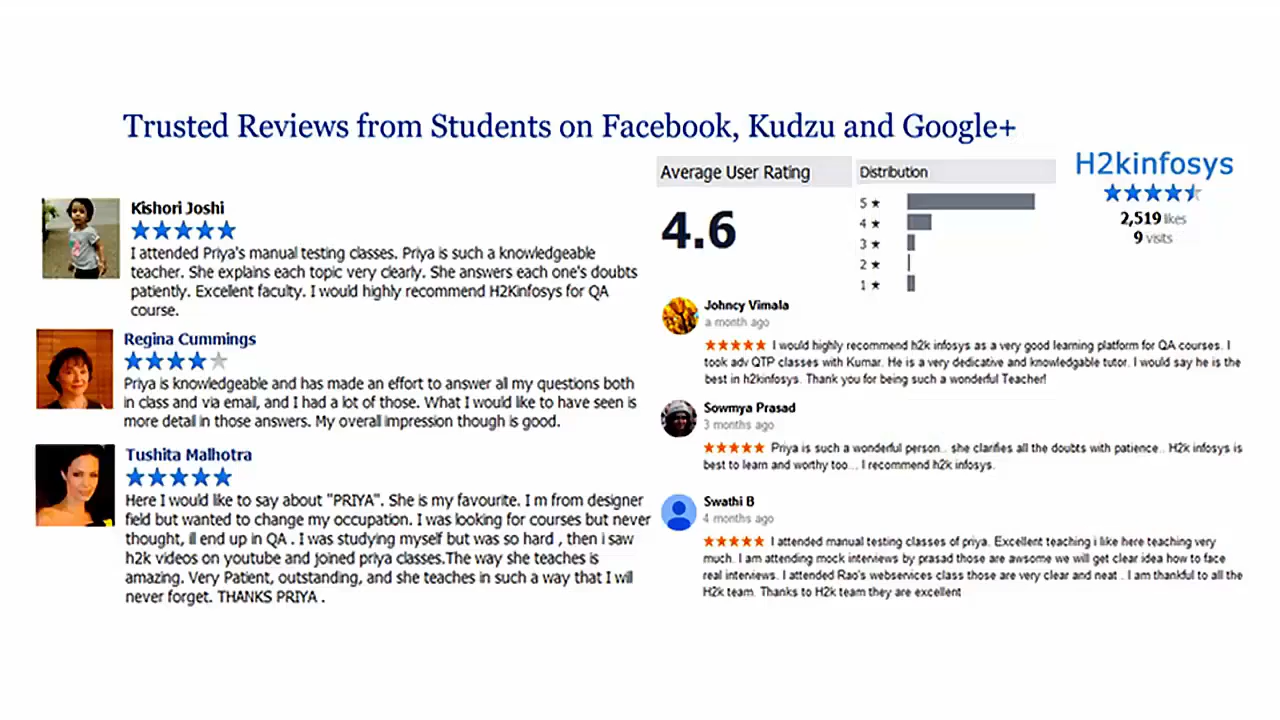 Trusted Reviews from Students on Facebook, Kudzu and Google+
Kishori Joshi
I attended Priya's manual testing classes. Priya is such a knowledgeable
teacher. She explains each topic very clearly. She answers each one's doubts
patiently. Excellent faculty. I would highly recommend H2Kinfosys for QA
course.
Regina Cummings
Priya is knowledgeable and has made an effort to answer all my questions both
in class and via email, and I had a lot of those. What I would like to have seen is
more detail in those answers. My overall impression though is good.
Tushita Malhotra
Here I would like to say about "PRIYA". She is my favourite. I m from designer
field but wanted to change my occupation. I was looking for courses but never
thought, ill end up in QA . I was studying myself but was so hard , then i saw
h2k videos on youtube and joined priya classes.The way she teaches is
amazing. Very Patient, outstanding, and she teaches in such a way that I will
never forget. THANKS PRIYA .
Average User Rating
4.6
Distribution
5 ★
4 ★
3 ★
2 ★
1 ★
H2kinfosys
2,519 likes
9 visits
Johncy Vimala
a month ago
★★★★★ I would highly recommend h2k infosys as a very good learning platform for QA courses. I
took adv QTP classes with Kumar. He is a very dedicative and knowledgable tutor. I would say he is the
best in h2kinfosys. Thank you for being such a wonderful Teacher!
Sowmya Prasad
3 months ago
★★★★★ Priya is such a wonderful person.. she clarifies all the doubts with patience.. H2k infosys is
best to learn and worthy too... I recommend h2k infosys.
Swathi B
4 months ago
★★★★★ I attended manual testing classes of priya. Excellent teaching i like here teaching very
much. I am attending mock interviews by prasad those are awsome we will get clear idea how to face
real interviews. I attended Rao's webservices class those are very clear and neat . I am thankful to all the
H2k team. Thanks to H2k team they are excellent